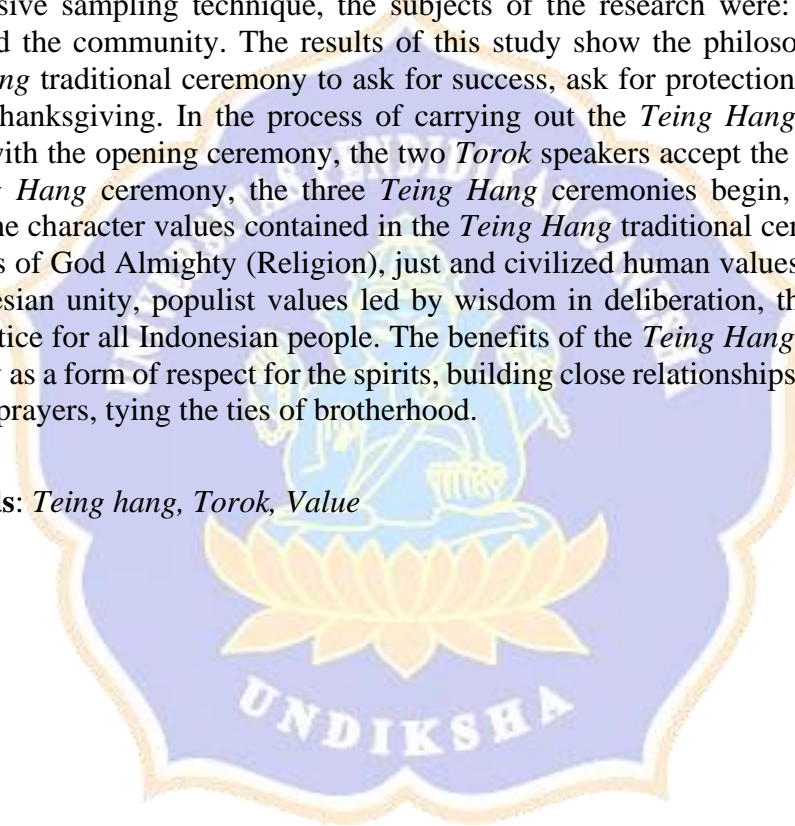 sive sampling technique, the subjects of the research were:
d the community. The results of this study show the philoso
ng traditional ceremony to ask for success, ask for protection
hanksgiving. In the process of carrying out the Teing Hang
with the opening ceremony, the two Torok speakers accept the
g Hang ceremony, the three Teing Hang ceremonies begin,
ne character values contained in the Teing Hang traditional cer
s of God Almighty (Religion), just and civilized human values
esian unity, populist values led by wisdom in deliberation, th
tice for all Indonesian people. The benefits of the Teing Hang
y as a form of respect for the spirits, building close relationships
prayers, tying the ties of brotherhood.
ds: Teing hang, Torok, Value
UNIVERSITAS PENDIDIKAN GANESHA
UNDIKSHA